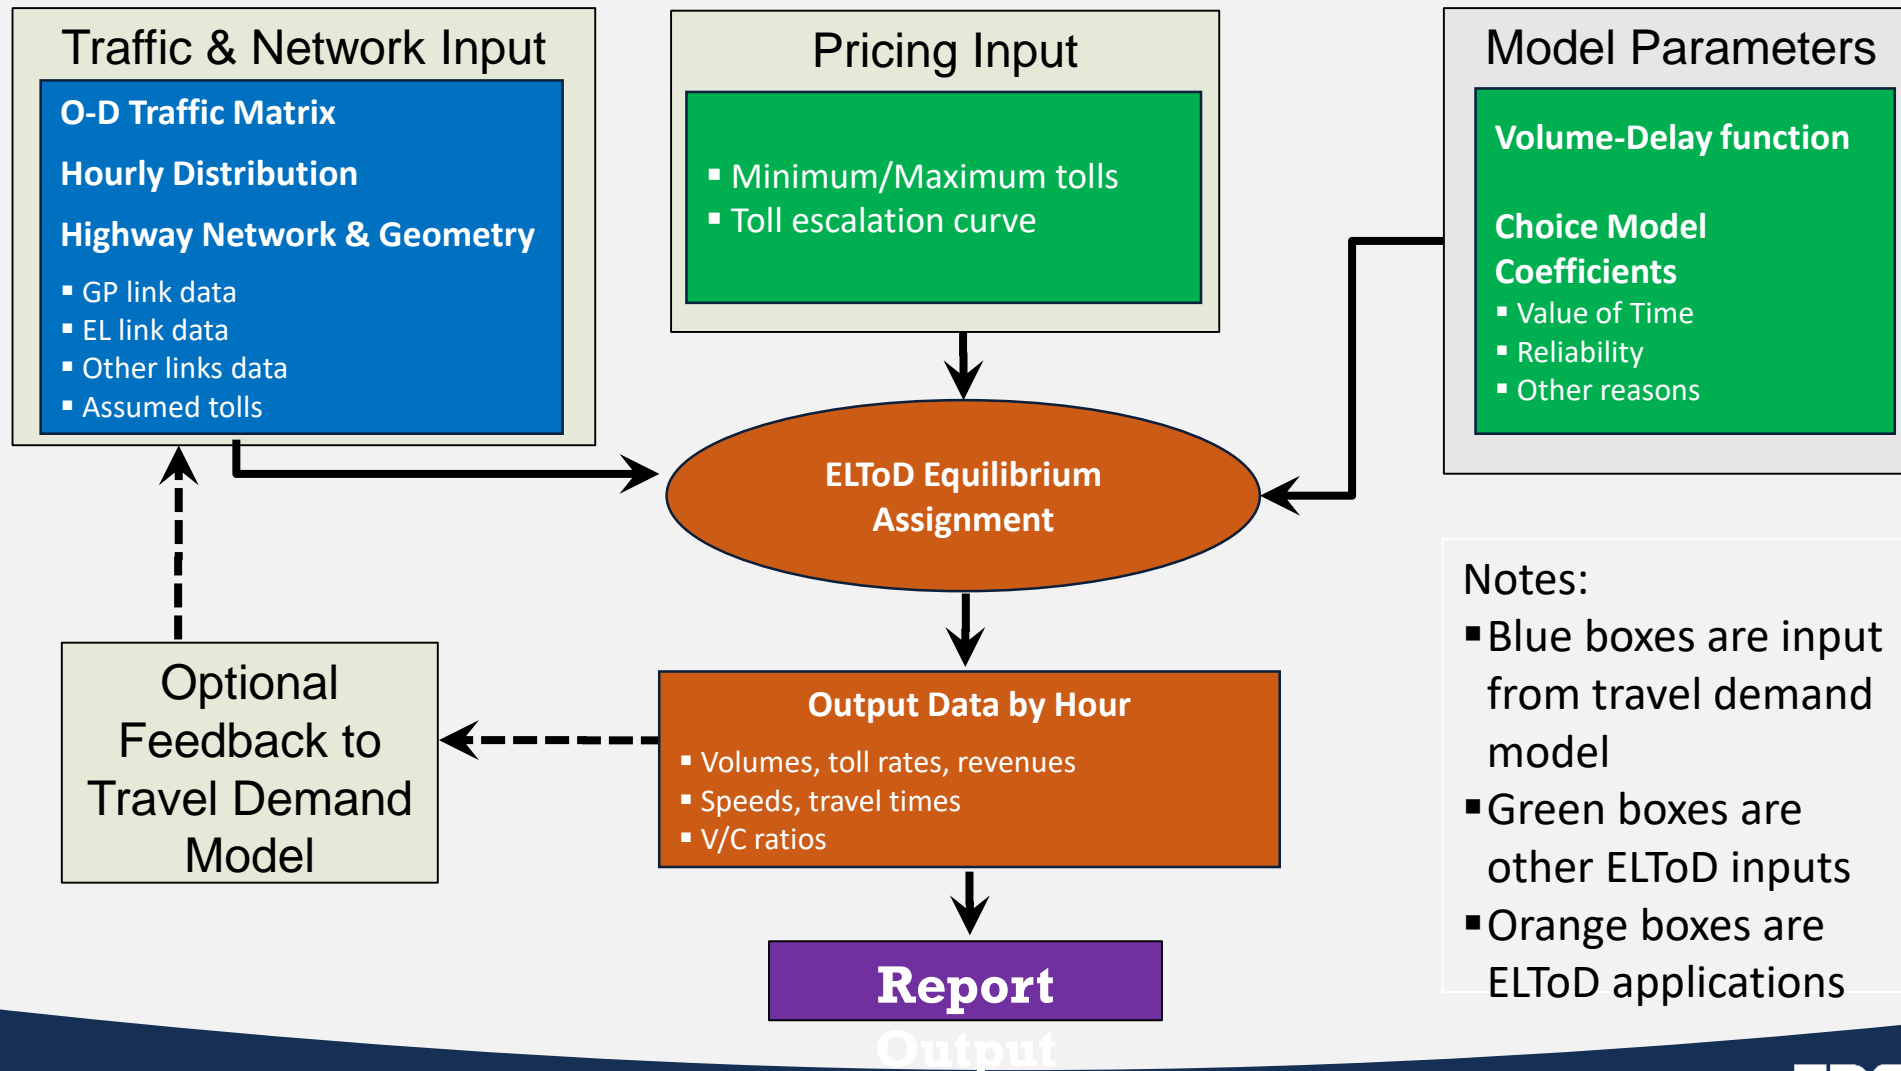 Traffic & Network Input
O-D Traffic Matrix
Hourly Distribution
Highway Network & Geometry
▪ GP link data
▪ EL link data
▪ Other links data
▪ Assumed tolls
Pricing Input
▪ Minimum/Maximum tolls
▪ Toll escalation curve
Model Parameters
Volume-Delay function
Choice Model
Coefficients
▪ Value of Time
▪ Reliability
▪ Other reasons
ELToD Equilibrium
Assignment
Optional
Feedback to
Travel Demand
Model
Output Data by Hour
▪ Volumes, toll rates, revenues
▪ Speeds, travel times
▪ V/C ratios
Report
Output
Notes:
▪Blue boxes are input
from travel demand
model
▪Green boxes are
other ELToD inputs
▪Orange boxes are
ELToD applications